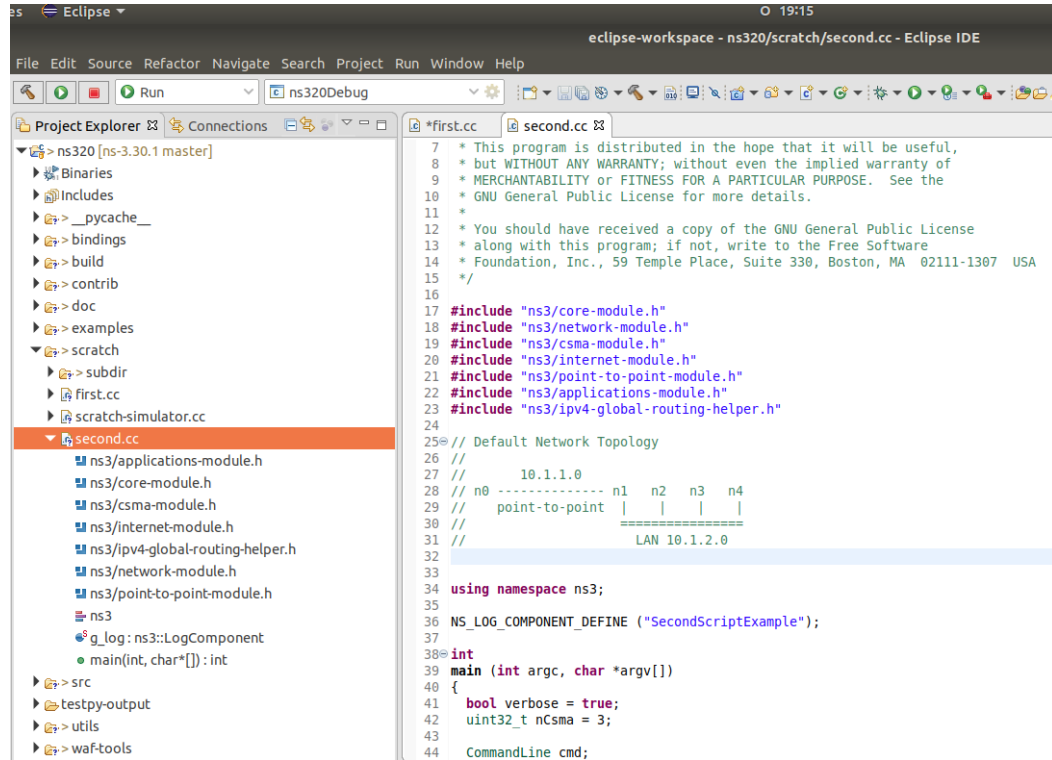 es Eclipse ▾ 19:15
eclipse-workspace - ns320/scratch/second.cc - Eclipse IDE
File Edit Source Refactor Navigate Search Project Run Window Help
Run ns320Debug
Project Explorer Connections
> ns320 [ns-3.30.1 master]
Binaries
Includes
> __pycache__
> bindings
> build
> contrib
> doc
> examples
> scratch
> subdir
first.cc
scratch-simulator.cc
second.cc
ns3/applications-module.h
ns3/core-module.h
ns3/csma-module.h
ns3/internet-module.h
ns3/ipv4-global-routing-helper.h
ns3/network-module.h
ns3/point-to-point-module.h
ns3
g_log : ns3::LogComponent
main(int, char*[]) : int
> src
testpy-output
> utils
> waf-tools
*first.cc second.cc
7 * This program is distributed in the hope that it will be useful,
8 * but WITHOUT ANY WARRANTY; without even the implied warranty of
9 * MERCHANTABILITY or FITNESS FOR A PARTICULAR PURPOSE.  See the
10 * GNU General Public License for more details.
11 *
12 * You should have received a copy of the GNU General Public License
13 * along with this program; if not, write to the Free Software
14 * Foundation, Inc., 59 Temple Place, Suite 330, Boston, MA  02111-1307  USA
15 */
16
17 #include "ns3/core-module.h"
18 #include "ns3/network-module.h"
19 #include "ns3/csma-module.h"
20 #include "ns3/internet-module.h"
21 #include "ns3/point-to-point-module.h"
22 #include "ns3/applications-module.h"
23 #include "ns3/ipv4-global-routing-helper.h"
24
25 // Default Network Topology
26 //
27 //       10.1.1.0
28 // n0 -------------- n1   n2   n3   n4
29 //    point-to-point  |    |    |    |
30 //                    ================
31 //                      LAN 10.1.2.0
32
33
34 using namespace ns3;
35
36 NS_LOG_COMPONENT_DEFINE ("SecondScriptExample");
37
38 int
39 main (int argc, char *argv[])
40 {
41   bool verbose = true;
42   uint32_t nCsma = 3;
43
44   CommandLine cmd;